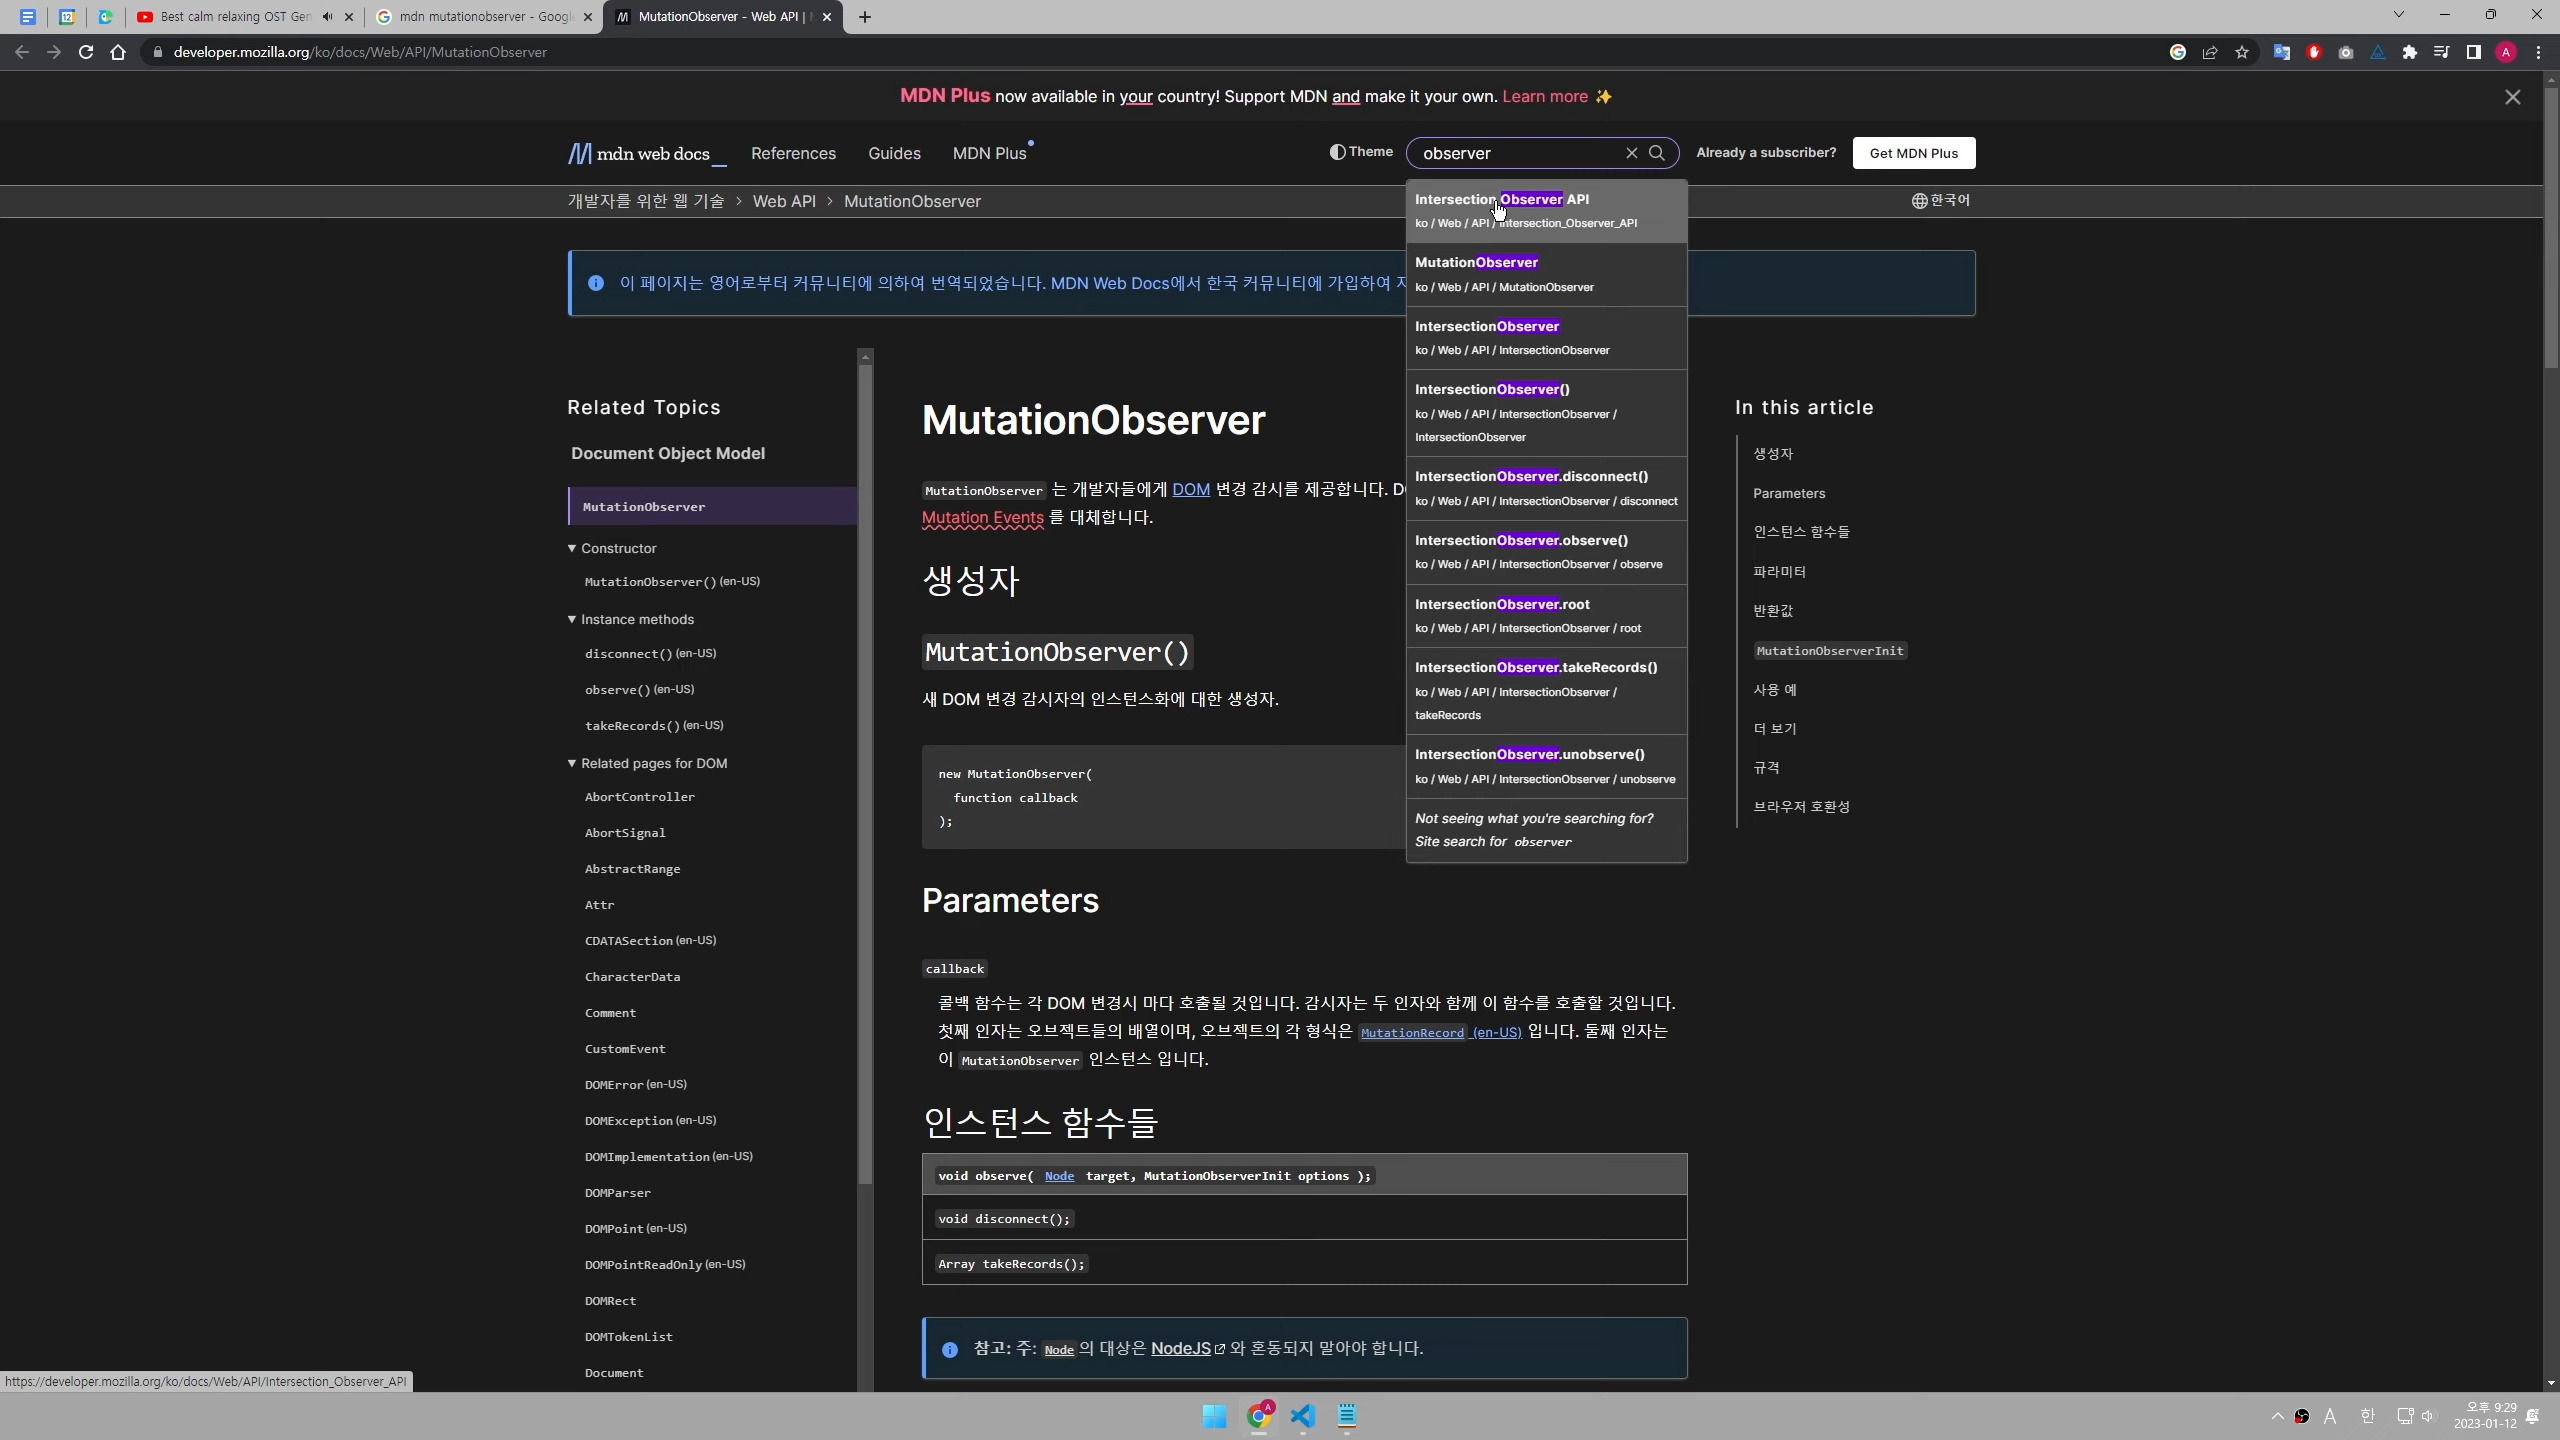 Best calm relaxing OST Gen
mdn mutationobserver - Google
MutationObserver - Web API |
developer.mozilla.org/ko/docs/Web/API/MutationObserver
MDN Plus now available in your country! Support MDN and make it your own. Learn more ✨
mdn web docs_
References
Guides
MDN Plus
Theme
observer
Already a subscriber?
Get MDN Plus
개발자를 위한 웹 기술 > Web API > MutationObserver
한국어
이 페이지는 영어로부터 커뮤니티에 의하여 번역되었습니다. MDN Web Docs에서 한국 커뮤니티에 가입하여
Intersection Observer API
ko / Web / API / Intersection_Observer_API
MutationObserver
ko / Web / API / MutationObserver
IntersectionObserver
ko / Web / API / IntersectionObserver
IntersectionObserver()
ko / Web / API / IntersectionObserver /
IntersectionObserver
IntersectionObserver.disconnect()
ko / Web / API / IntersectionObserver / disconnect
IntersectionObserver.observe()
ko / Web / API / IntersectionObserver / observe
IntersectionObserver.root
ko / Web / API / IntersectionObserver / root
IntersectionObserver.takeRecords()
ko / Web / API / IntersectionObserver /
takeRecords
IntersectionObserver.unobserve()
ko / Web / API / IntersectionObserver / unobserve
Not seeing what you're searching for?
Site search for observer
Related Topics
Document Object Model
MutationObserver
▼ Constructor
MutationObserver() (en-US)
▼ Instance methods
disconnect() (en-US)
observe() (en-US)
takeRecords() (en-US)
▼ Related pages for DOM
AbortController
AbortSignal
AbstractRange
Attr
CDATASection (en-US)
CharacterData
Comment
CustomEvent
DOMError (en-US)
DOMException (en-US)
DOMImplementation (en-US)
DOMParser
DOMPoint (en-US)
DOMPointReadOnly (en-US)
DOMRect
DOMTokenList
Document
MutationObserver
MutationObserver 는 개발자들에게 DOM 변경 감시를 제공합니다.
Mutation Events 를 대체합니다.
생성자
MutationObserver()
새 DOM 변경 감시자의 인스턴스화에 대한 생성자.
new MutationObserver(
function callback
);
Parameters
callback
콜백 함수는 각 DOM 변경시 마다 호출될 것입니다. 감시자는 두 인자와 함께 이 함수를 호출할 것입니다.
첫째 인자는 오브젝트들의 배열이며, 오브젝트의 각 형식은 MutationRecord (en-US) 입니다. 둘째 인자는
이 MutationObserver 인스턴스 입니다.
인스턴스 함수들
void observe( Node target, MutationObserverInit options );
void disconnect();
Array takeRecords();
참고: 주: Node 의 대상은 NodeJS 와 혼동되지 말아야 합니다.
In this article
생성자
Parameters
인스턴스 함수들
파라미터
반환값
MutationObserverInit
사용 예
더 보기
규격
브라우저 호환성
https://developer.mozilla.org/ko/docs/Web/API/Intersection_Observer_API
A
한
오후 9:29
2023-01-12